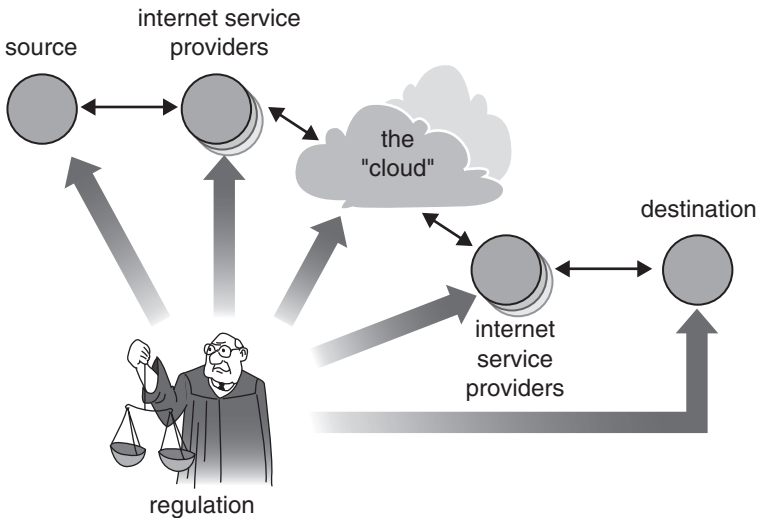 source
internet service
providers
the
"cloud"
destination
internet
service
providers
regulation